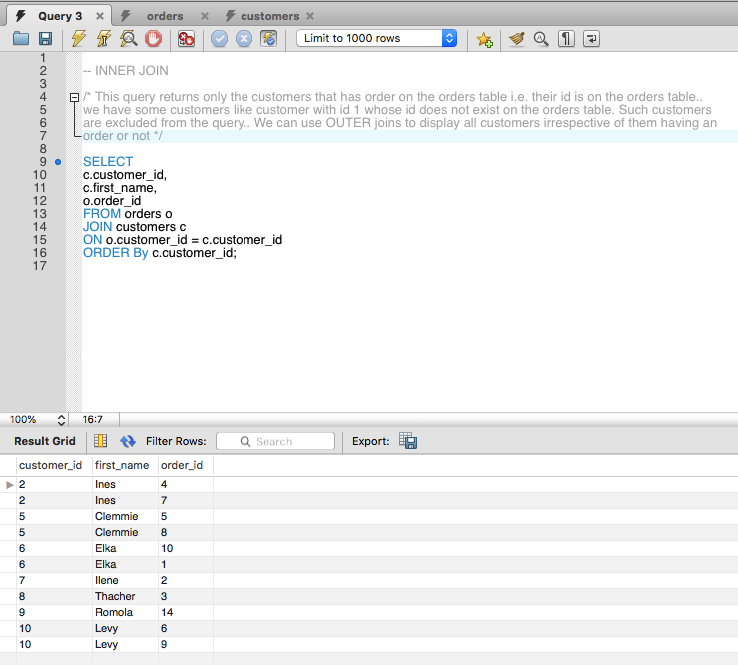 Query 3
orders
customers
Limit to 1000 rows
1
2 -- INNER JOIN
3
4 /* This query returns only the customers that has order on the orders table i.e. their id is on the orders table..
5 we have some customers like customer with id 1 whose id does not exist on the orders table. Such customers
6 are excluded from the query.. We can use OUTER joins to display all customers irrespective of them having an
7 order or not */
8
9 SELECT
10 c.customer_id,
11 c.first_name,
12 o.order_id
13 FROM orders o
14 JOIN customers c
15 ON o.customer_id = c.customer_id
16 ORDER By c.customer_id;
17
100% 16:7
Result Grid Filter Rows: Search Export:
customer_id first_name order_id
2 Ines 4
2 Ines 7
5 Clemmie 5
5 Clemmie 8
6 Elka 10
6 Elka 1
7 Ilene 2
8 Thacher 3
9 Romola 14
10 Levy 6
10 Levy 9